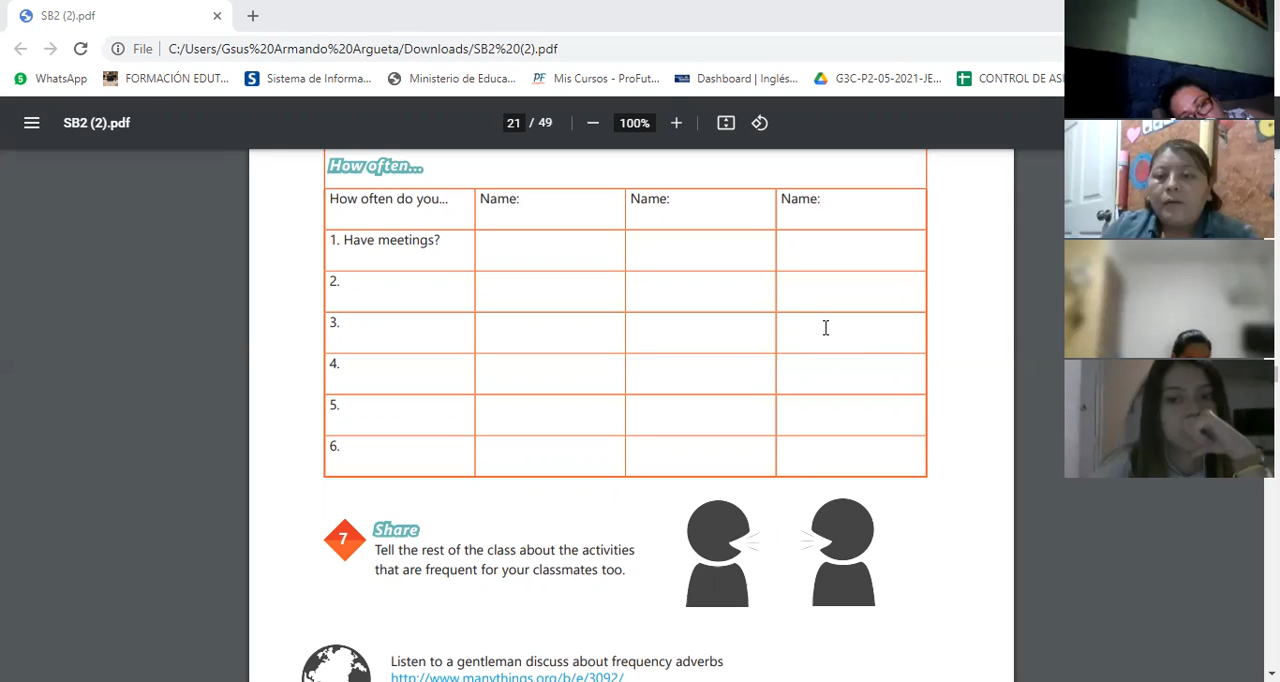 SB2 (2).pdf
File
C:/Users/Gsus%20Armando%20Argueta/Downloads/SB2%20(2).pdf
WhatsApp
FORMACIÓN EDUT...
Sistema de Informa...
Ministerio de Educa...
Mis Cursos - ProFut...
Dashboard | Inglés...
G3C-P2-05-2021-JE...
CONTROL DE AS
SB2 (2).pdf
21 / 49
100%
How often...
How often do you... Name: Name: Name:
1. Have meetings?
2.
3.
4.
5.
6.
7
Share
Tell the rest of the class about the activities
that are frequent for your classmates too.
Listen to a gentleman discuss about frequency adverbs
http://www.manythings.org/b/e/3092/